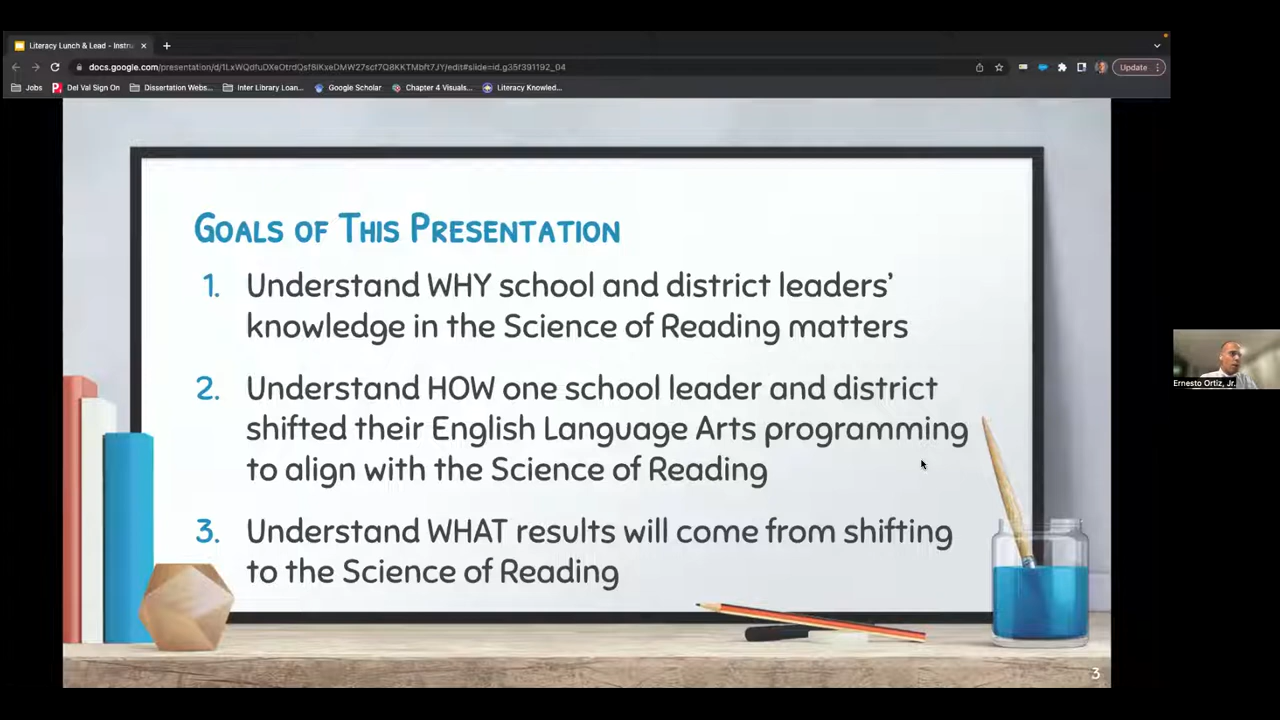 Literacy Lunch & Lead - Instru
docs.google.com/presentation/d/1LxWQdfuDXeOtrdQsf8iKxeDMW27scf7Q8KKTMbft7JY/edit#slide=id.g35f391192_04
Update
Jobs
Del Val Sign On
Dissertation Webs...
Inter Library Loan...
Google Scholar
Chapter 4 Visuals...
Literacy Knowled...
GOALS OF THIS PRESENTATION
1. Understand WHY school and district leaders’
knowledge in the Science of Reading matters
2. Understand HOW one school leader and district
shifted their English Language Arts programming
to align with the Science of Reading
3. Understand WHAT results will come from shifting
to the Science of Reading
3
Ernesto Ortiz, Jr.